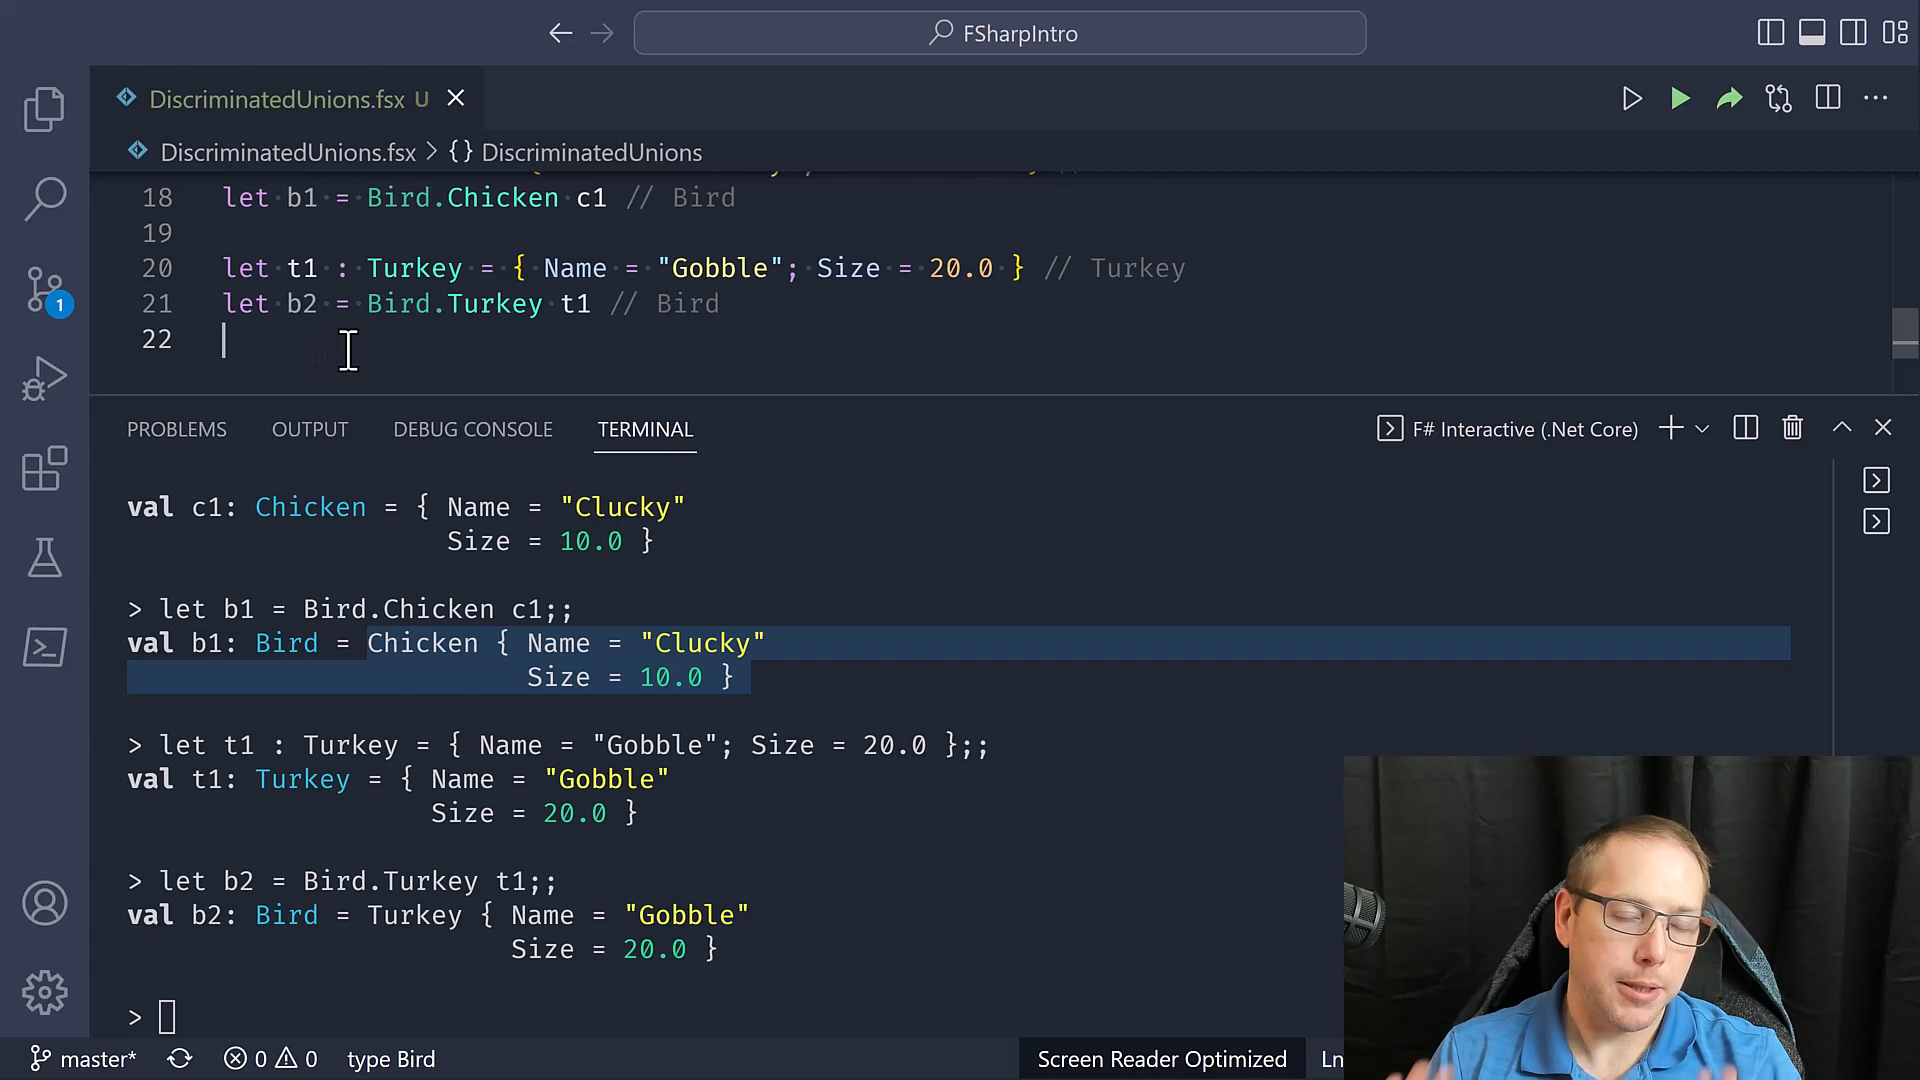 FSharpIntro
DiscriminatedUnions.fsx U
DiscriminatedUnions.fsx > {} DiscriminatedUnions
18 let b1 = Bird.Chicken c1 // Bird
19
20 let t1 : Turkey = { Name = "Gobble"; Size = 20.0 } // Turkey
21 let b2 = Bird.Turkey t1 // Bird
22
1
PROBLEMS OUTPUT DEBUG CONSOLE TERMINAL F# Interactive (.Net Core)
val c1: Chicken = { Name = "Clucky"
Size = 10.0 }
> let b1 = Bird.Chicken c1;;
val b1: Bird = Chicken { Name = "Clucky"
Size = 10.0 }
> let t1 : Turkey = { Name = "Gobble"; Size = 20.0 };;
val t1: Turkey = { Name = "Gobble"
Size = 20.0 }
> let b2 = Bird.Turkey t1;;
val b2: Bird = Turkey { Name = "Gobble"
Size = 20.0 }
>
master* 0 0 type Bird Screen Reader Optimized Ln